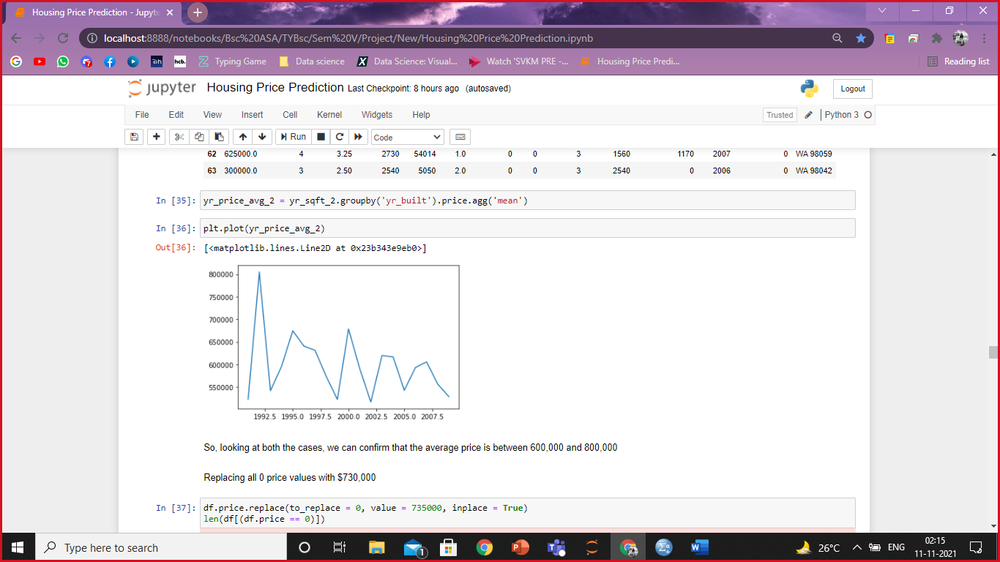 Housing Price Prediction - Jupyte
localhost:8888/notebooks/Bsc%20ASA/TYBsc/Sem%20V/Project/New/Housing%20Price%20Prediction.ipynb
hcb. Typing Game Data science X Data Science: Visual... Watch 'SVKM PRE -... Housing Price Predi... Reading list
jupyter Housing Price Prediction Last Checkpoint: 8 hours ago (autosaved) Logout
File Edit View Insert Cell Kernel Widgets Help Trusted Python 3
Run Code
62 625000.0 4 3.25 2730 54014 1.0 0 0 3 1560 1170 2007 0 WA 98059
63 300000.0 3 2.50 2540 5050 2.0 0 0 3 2540 0 2006 0 WA 98042
In [35]: yr_price_avg_2 = yr_sqft_2.groupby('yr_built').price.agg('mean')
In [36]: plt.plot(yr_price_avg_2)
Out[36]: [<matplotlib.lines.Line2D at 0x23b343e9eb0>]
800000
750000
700000
650000
600000
550000
1992.5 1995.0 1997.5 2000.0 2002.5 2005.0 2007.5
So, looking at both the cases, we can confirm that the average price is between 600,000 and 800,000
Replacing all 0 price values with $730,000
In [37]: df.price.replace(to_replace = 0, value = 735000, inplace = True)
len(df[(df.price == 0)])
Type here to search 1 26°C ENG 02:15
11-11-2021